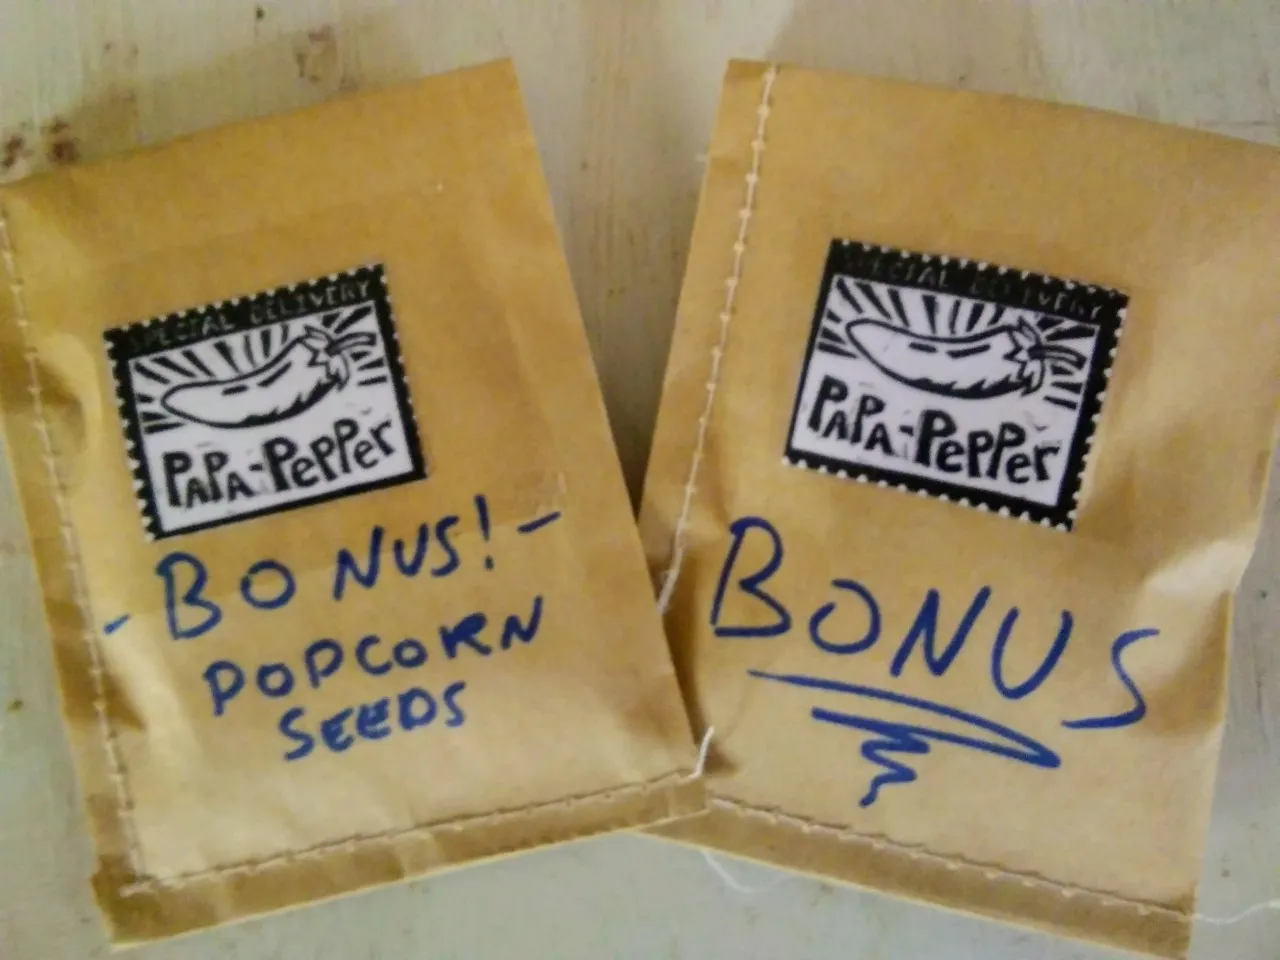 SPECIAL DELIVERY
PAPA-PEPPer
- BONUS! -
POPCORN
SEEDS
SPECIAL DELIVERY
PAPA-PEPPer
BONUS